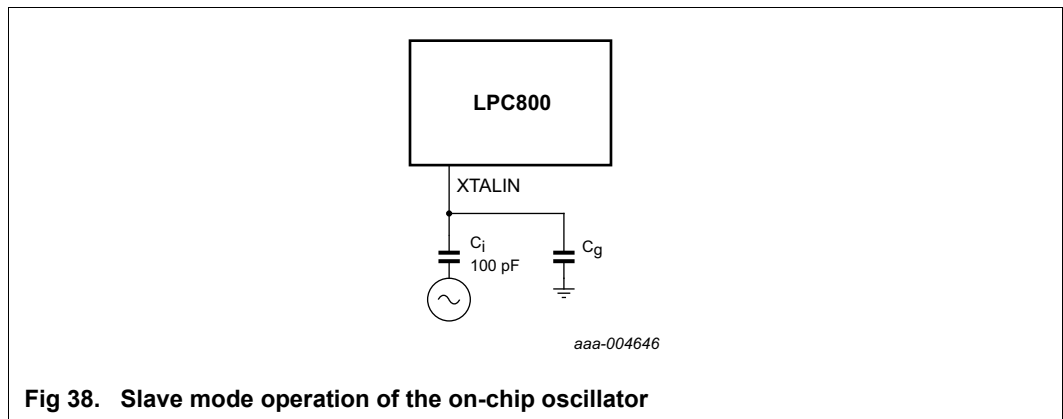 LPC800
XTALIN
Ci
100 pF
Cg
aaa-004646
Fig 38. Slave mode operation of the on-chip oscillator